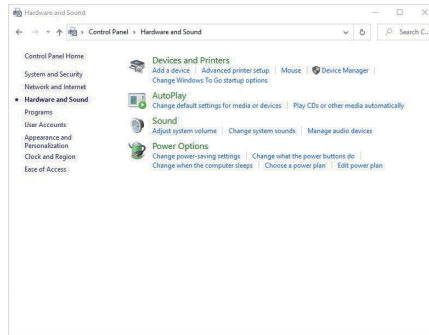 Hardware and Sound
Control Panel > Hardware and Sound
Search C...
Control Panel Home
System and Security
Network and Internet
Hardware and Sound
Programs
User Accounts
Appearance and
Personalization
Clock and Region
Ease of Access
Devices and Printers
Add a device | Advanced printer setup | Mouse | Device Manager |
Change Windows To Go startup options
AutoPlay
Change default settings for media or devices | Play CDs or other media automatically
Sound
Adjust system volume | Change system sounds | Manage audio devices
Power Options
Change power-saving settings | Change what the power buttons do |
Change when the computer sleeps | Choose a power plan | Edit power plan